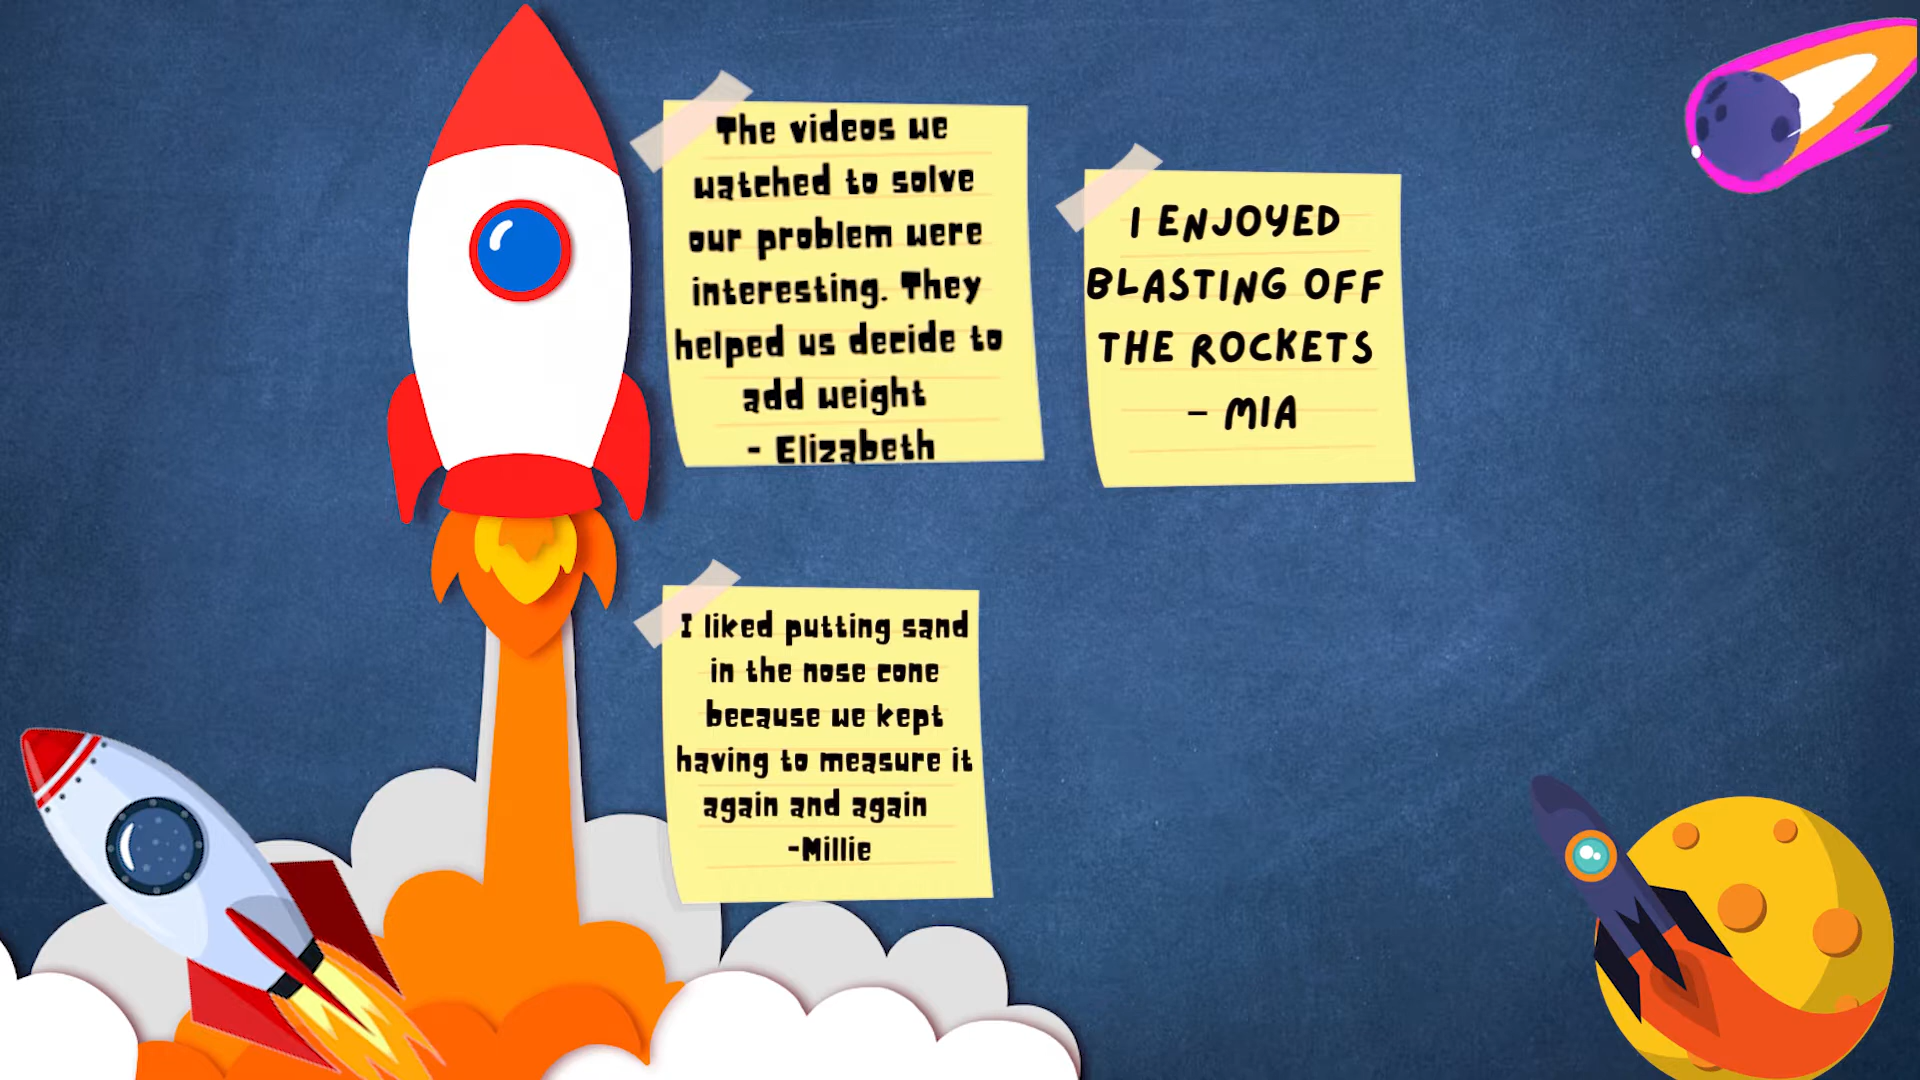 The videos we
watched to solve
our problem were
interesting. They
helped us decide to
add weight
- Elizabeth
I ENJOYED
BLASTING OFF
THE ROCKETS
- MIA
I liked putting sand
in the nose cone
because we kept
having to measure it
again and again
-Millie